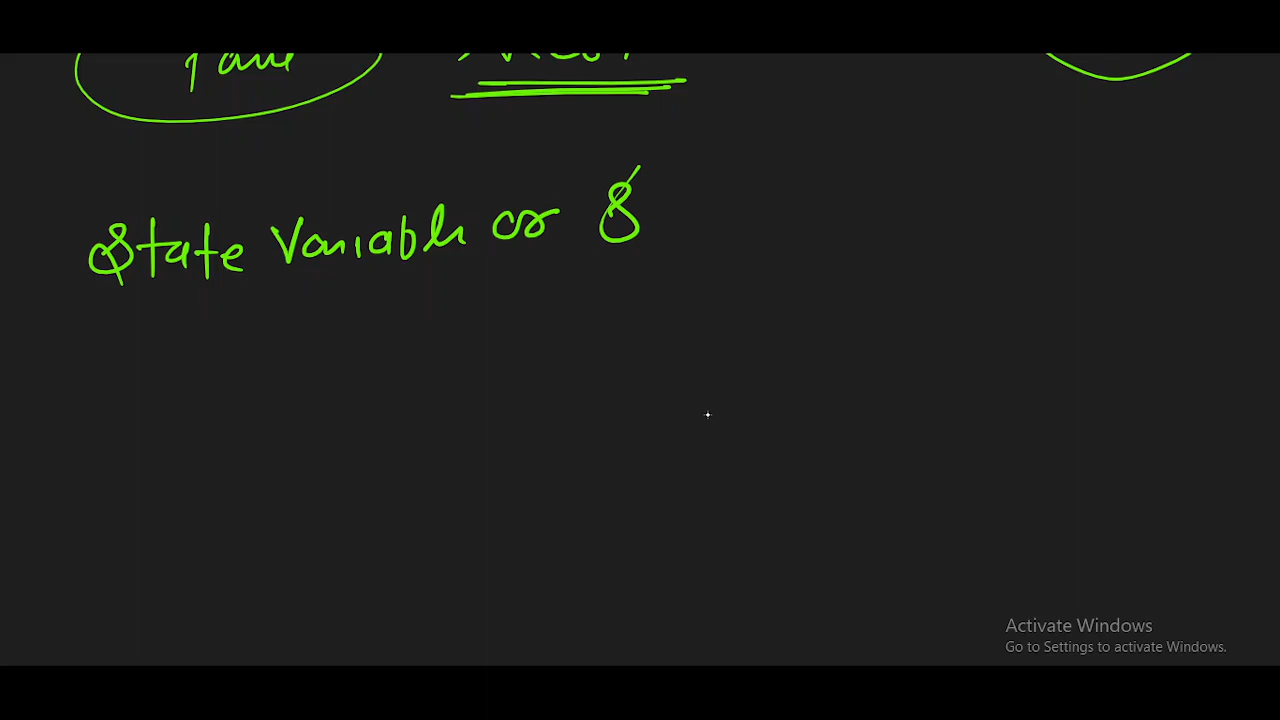 State Variable or S
Activate Windows
Go to Settings to activate Windows.